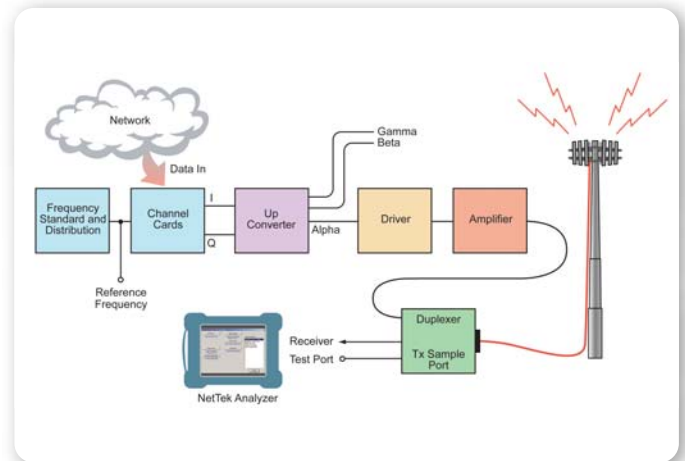 Network
Data In
Gamma
Beta
Frequency
Standard and
Distribution
Channel
Cards
I
Q
Up
Converter
Alpha
Driver
Amplifier
Reference
Frequency
Duplexer
Tx Sample
Port
Receiver
Test Port
NetTek Analyzer